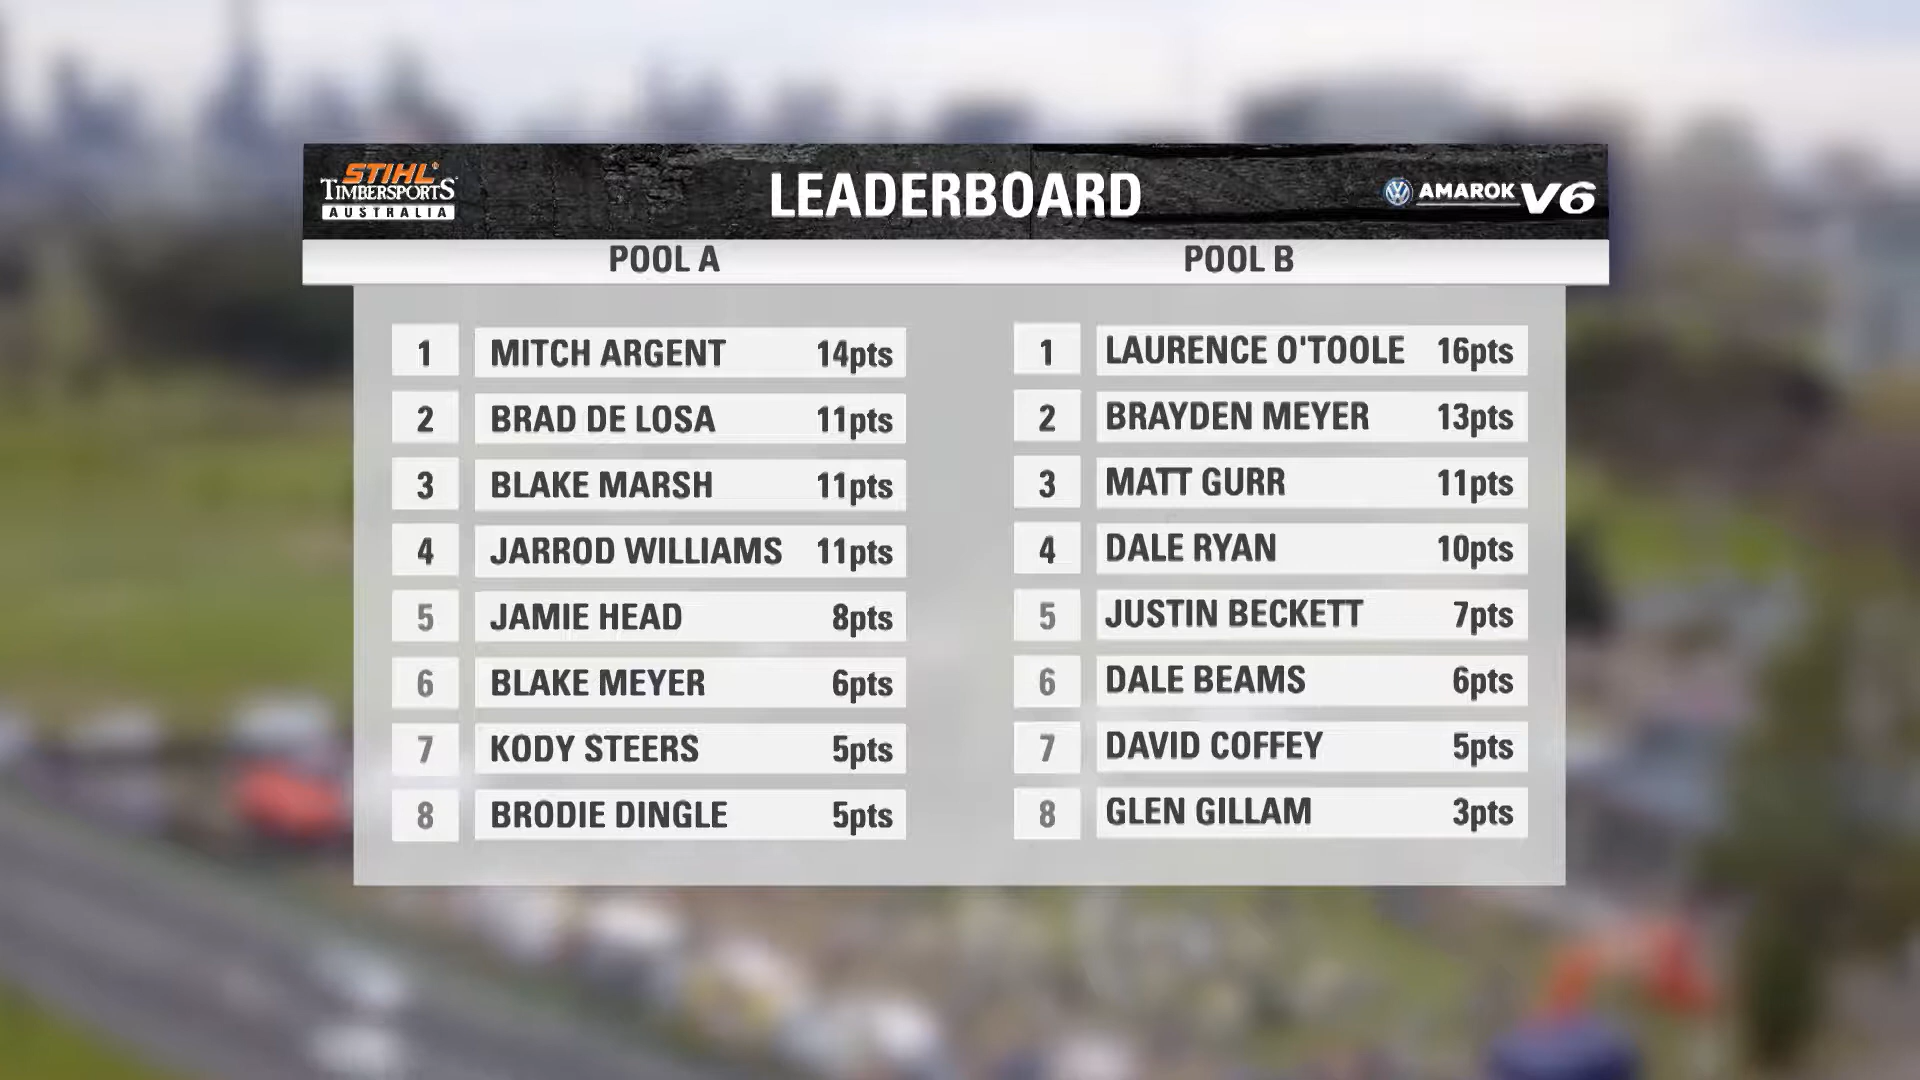 STIHL
TIMBERSPORTS
AUSTRALIA
LEADERBOARD
AMAROK V6
POOL A
POOL B
1 MITCH ARGENT 14pts
2 BRAD DE LOSA 11pts
3 BLAKE MARSH 11pts
4 JARROD WILLIAMS 11pts
5 JAMIE HEAD 8pts
6 BLAKE MEYER 6pts
7 KODY STEERS 5pts
8 BRODIE DINGLE 5pts
1 LAURENCE O'TOOLE 16pts
2 BRAYDEN MEYER 13pts
3 MATT GURR 11pts
4 DALE RYAN 10pts
5 JUSTIN BECKETT 7pts
6 DALE BEAMS 6pts
7 DAVID COFFEY 5pts
8 GLEN GILLAM 3pts